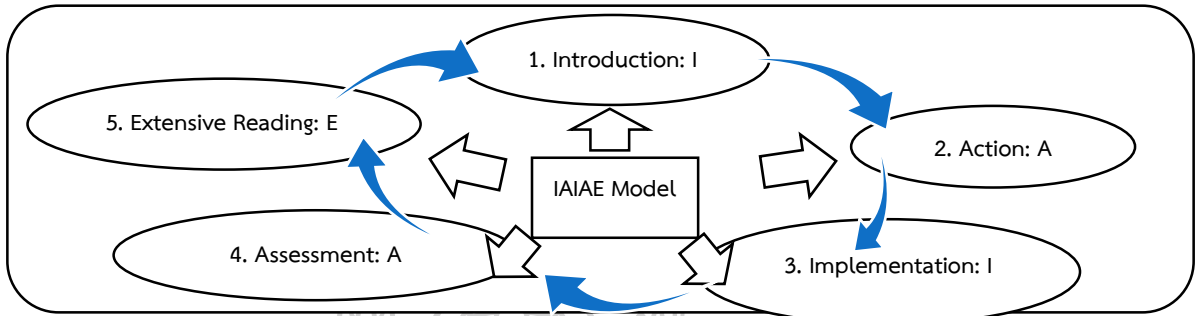 1. Introduction: I
2. Action: A
3. Implementation: I
4. Assessment: A
5. Extensive Reading: E
IAIAE Model